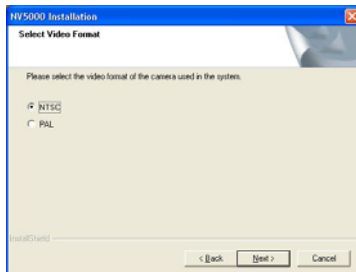 NV5000 Installation
Select Video Format
Please select the video format of the camera used in the system.
NTSC
PAL
InstallShield
< Back
Next >
Cancel